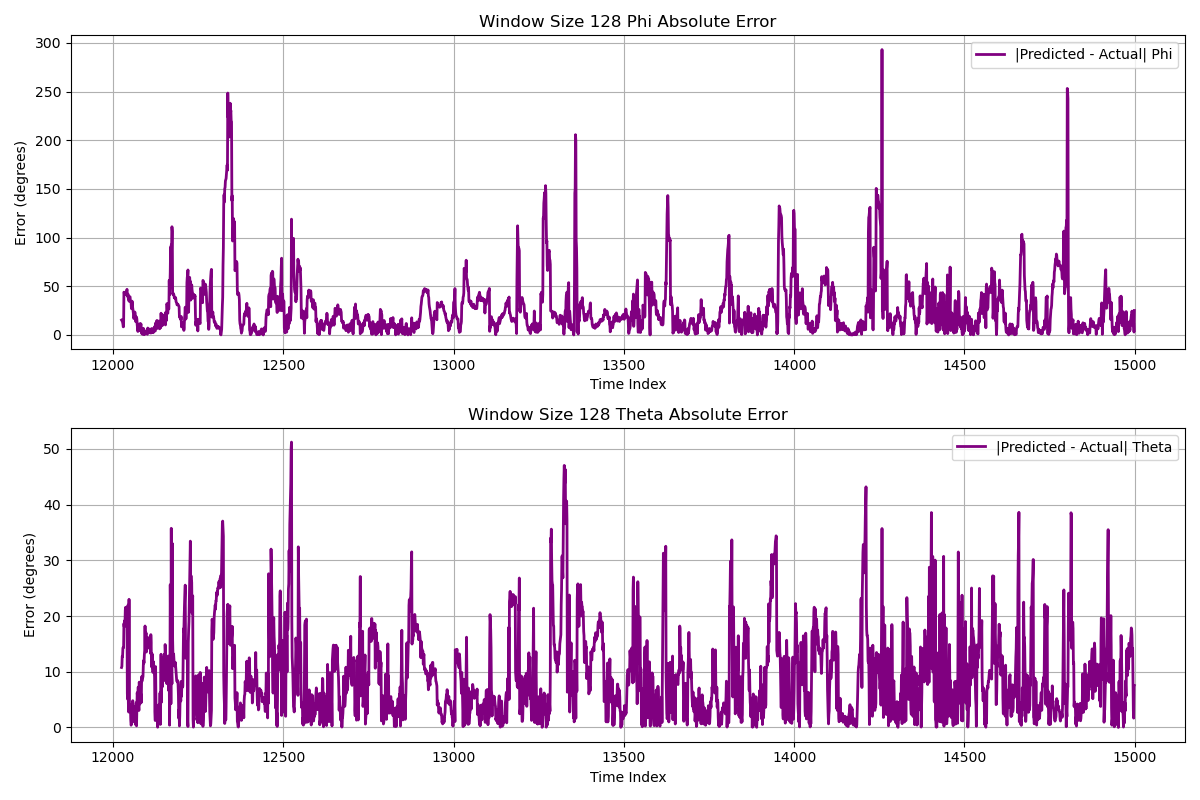 Window Size 128 Phi Absolute Error
300
250
200
150
100
50
0
Error (degrees)
|Predicted - Actual| Phi
12000 12500 13000 13500 14000 14500 15000
Time Index
Window Size 128 Theta Absolute Error
50
40
30
20
10
0
Error (degrees)
|Predicted - Actual| Theta
12000 12500 13000 13500 14000 14500 15000
Time Index